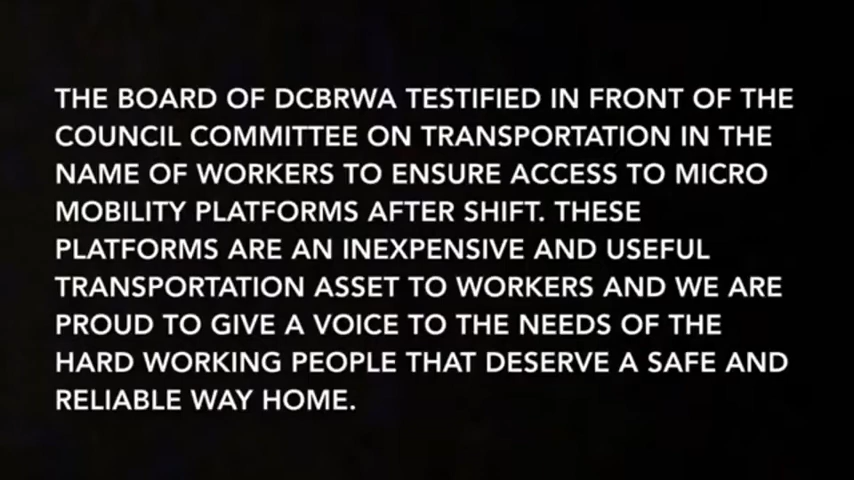 THE BOARD OF DCBRWA TESTIFIED IN FRONT OF THE
COUNCIL COMMITTEE ON TRANSPORTATION IN THE
NAME OF WORKERS TO ENSURE ACCESS TO MICRO
MOBILITY PLATFORMS AFTER SHIFT. THESE
PLATFORMS ARE AN INEXPENSIVE AND USEFUL
TRANSPORTATION ASSET TO WORKERS AND WE ARE
PROUD TO GIVE A VOICE TO THE NEEDS OF THE
HARD WORKING PEOPLE THAT DESERVE A SAFE AND
RELIABLE WAY HOME.